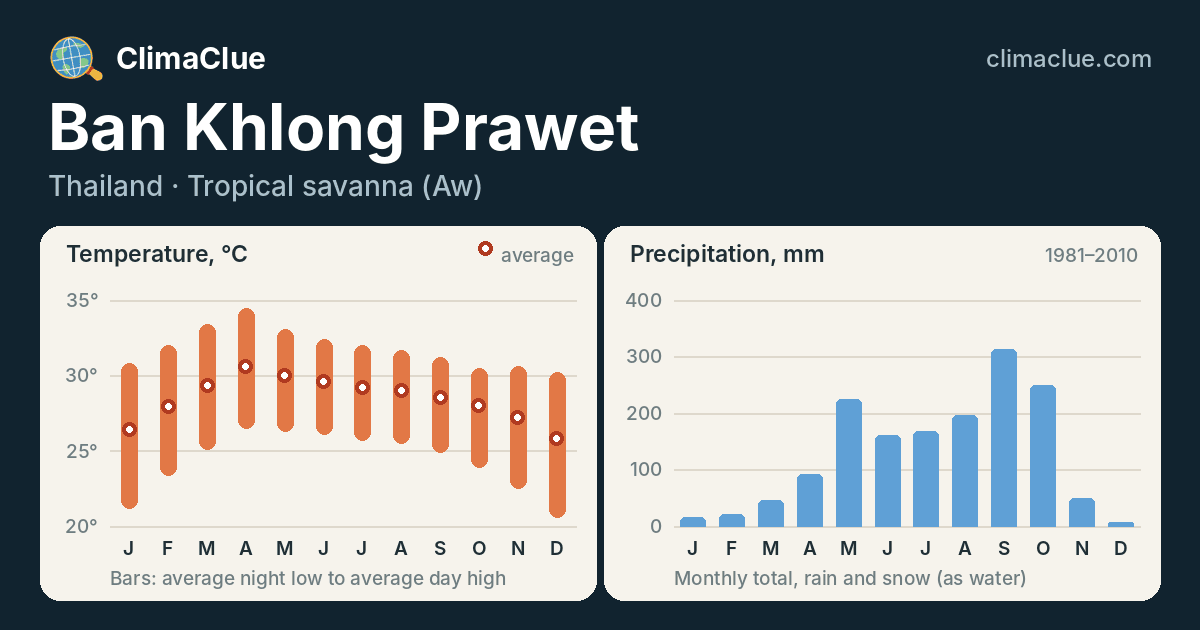 ClimaClue
climaclue.com
Ban Khlong Prawet
Thailand · Tropical savanna (Aw)
Temperature, °C
average
35°
30°
25°
20°
J F M A M J J A S O N D
Bars: average night low to average day high
Precipitation, mm
1981–2010
400
300
200
100
0
J F M A M J J A S O N D
Monthly total, rain and snow (as water)